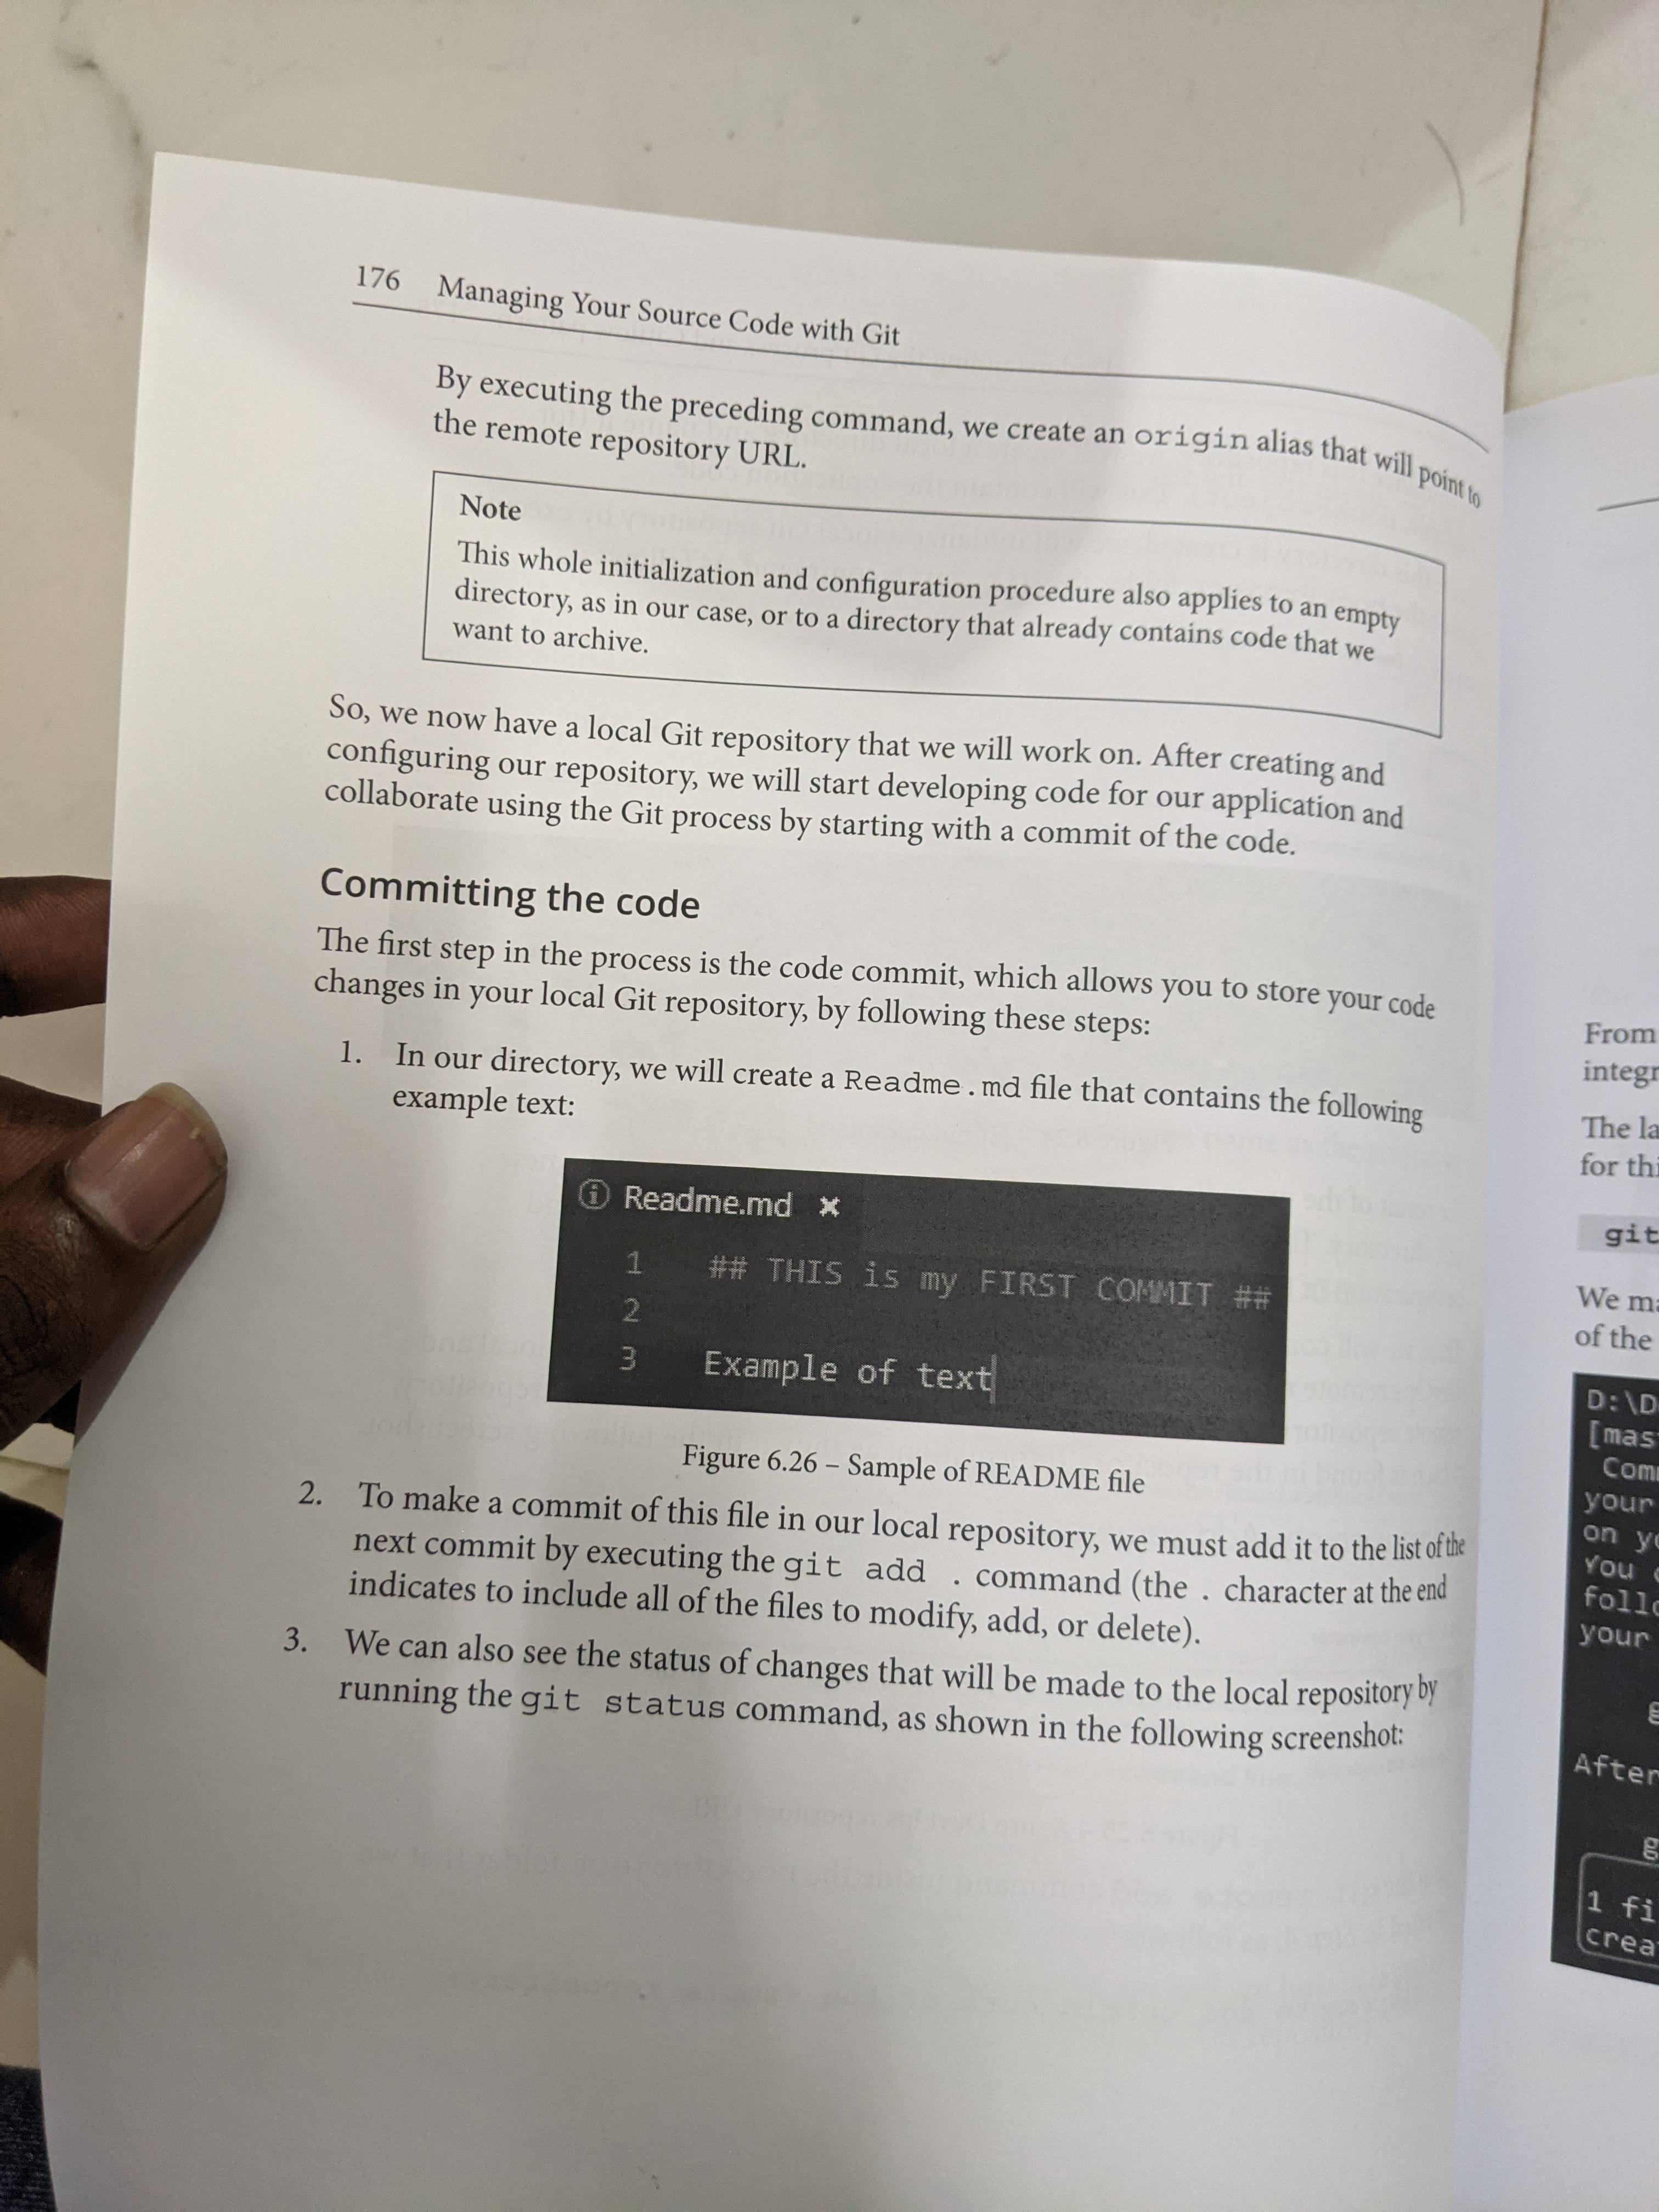 176 Managing Your Source Code with Git
By executing the preceding command, we create an origin alias that will point to
the remote repository URL.
Note
This whole initialization and configuration procedure also applies to an empty
directory, as in our case, or to a directory that already contains code that we
want to archive.
So, we now have a local Git repository that we will work on. After creating and
configuring our repository, we will start developing code for our application and
collaborate using the Git process by starting with a commit of the code.
Committing the code
The first step in the process is the code commit, which allows you to store your code
changes in your local Git repository, by following these steps:
1. In our directory, we will create a Readme.md file that contains the following
example text:
Readme.md
1 ## THIS is my FIRST COMMIT ##
2
3 Example of text
Figure 6.26 – Sample of README file
2. To make a commit of this file in our local repository, we must add it to the list of the
next commit by executing the git add . command (the . character at the end
indicates to include all of the files to modify, add, or delete).
3. We can also see the status of changes that will be made to the local repository by
running the git status command, as shown in the following screenshot:
From
The
for
git
We
of the
D:\D
your
on
You
your
After
1